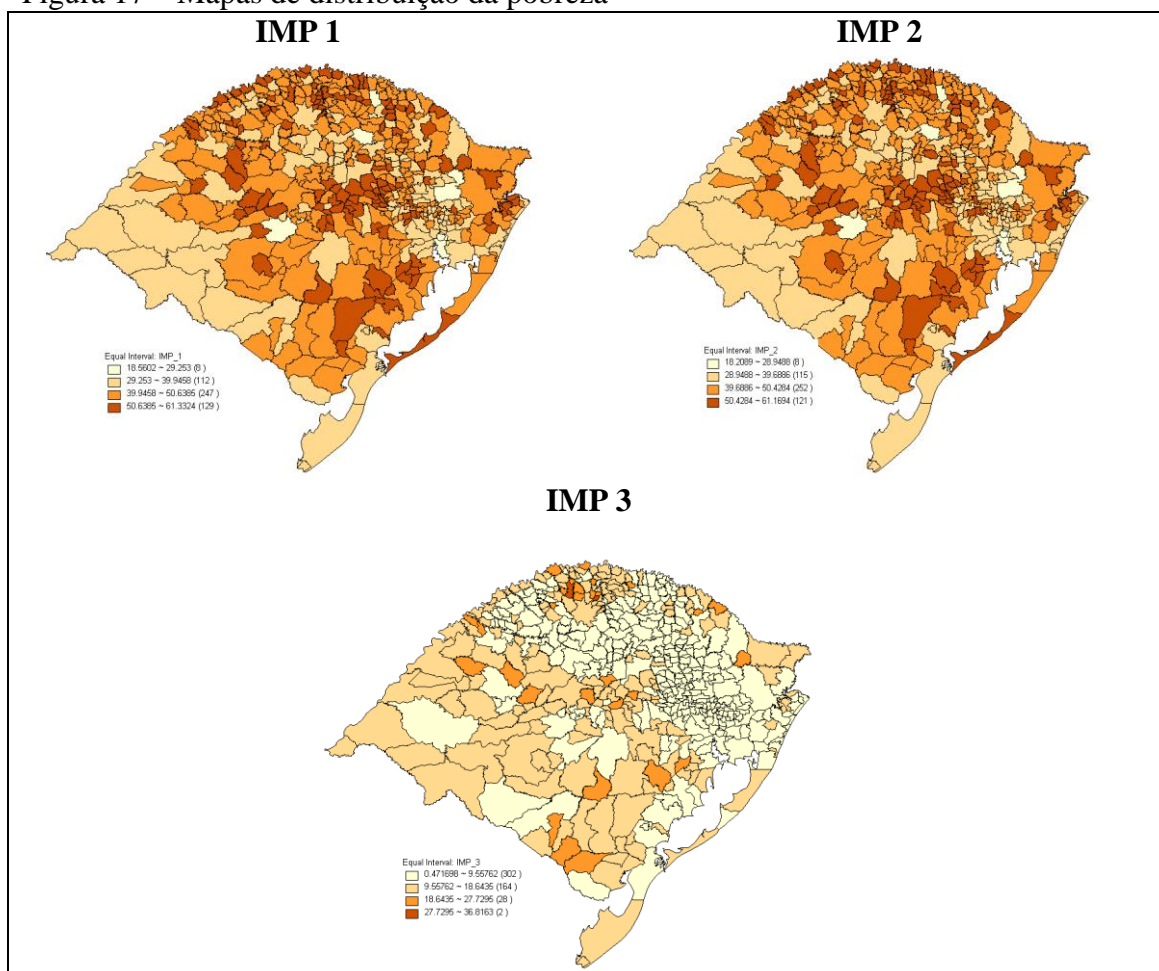 Figura 17 – Mapas de distribuição da pobreza
IMP 1
IMP 2
Equal Interval: IMP_1
18.5602 ~ 29.253 (8 )
29.253 ~ 39.9458 (112 )
39.9458 ~ 50.6385 (247 )
50.6385 ~ 61.3324 (129 )
Equal Interval: IMP_2
18.2089 ~ 28.9488 (8 )
28.9488 ~ 39.6886 (115 )
39.6886 ~ 50.4284 (252 )
50.4284 ~ 61.1694 (121 )
IMP 3
Equal Interval: IMP_3
0.471698 ~ 9.55762 (302 )
9.55762 ~ 18.6435 (164 )
18.6435 ~ 27.7295 (28 )
27.7295 ~ 36.8163 (2 )